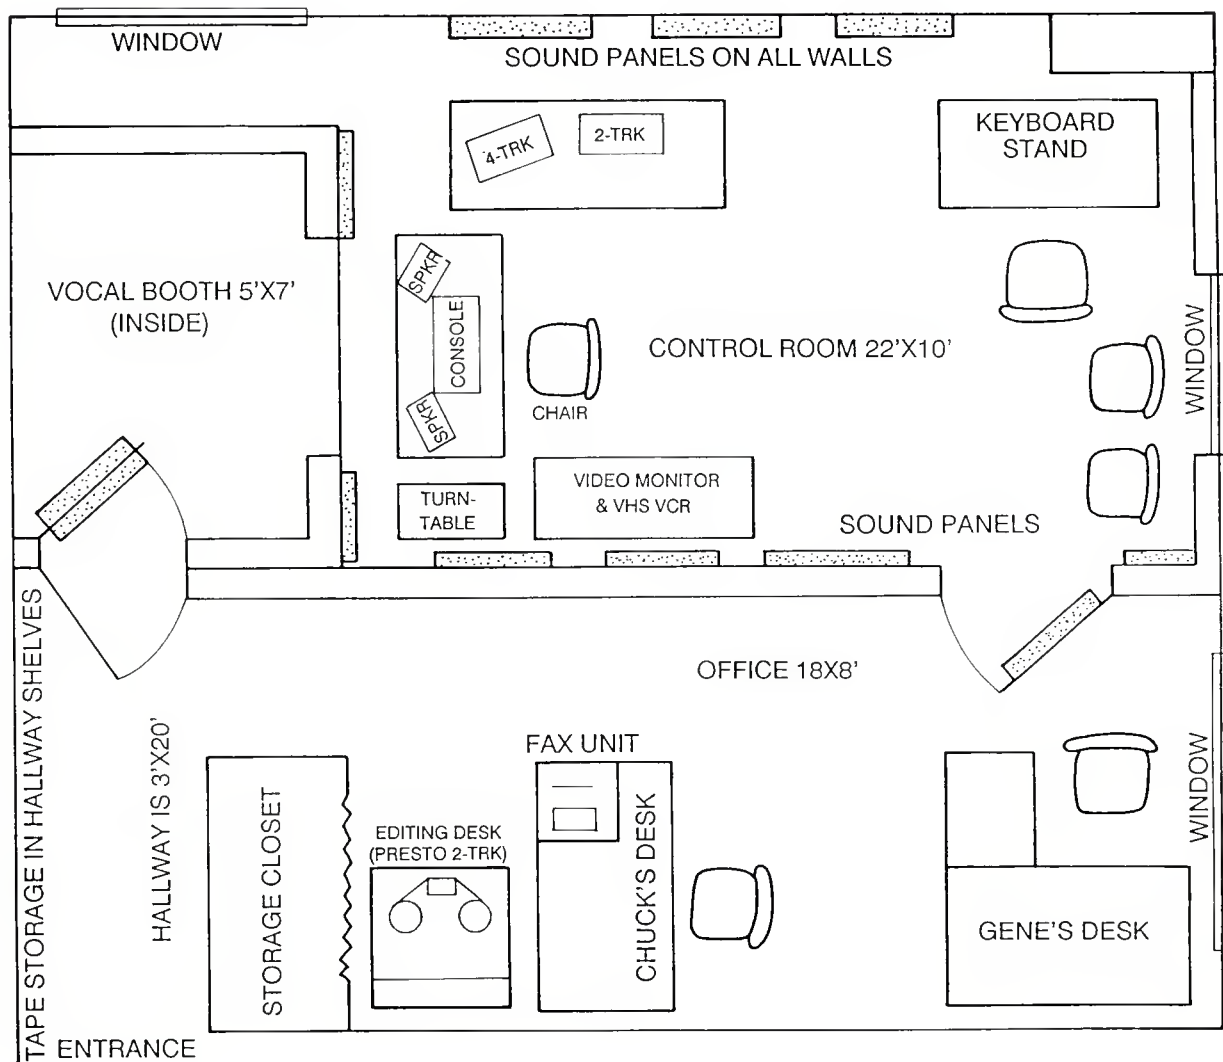 WINDOW
SOUND PANELS ON ALL WALLS
4-TRK
2-TRK
KEYBOARD
STAND
SPKR
CONSOLE
SPKR
VOCAL BOOTH 5'X7'
(INSIDE)
CHAIR
CONTROL ROOM 22'X10'
WINDOW
TURN-
TABLE
VIDEO MONITOR
& VHS VCR
SOUND PANELS
TAPE STORAGE IN HALLWAY SHELVES
HALLWAY IS 3'X20'
OFFICE 18X8'
STORAGE CLOSET
EDITING DESK
(PRESTO 2-TRK)
FAX UNIT
CHUCK'S DESK
GENE'S DESK
WINDOW
ENTRANCE